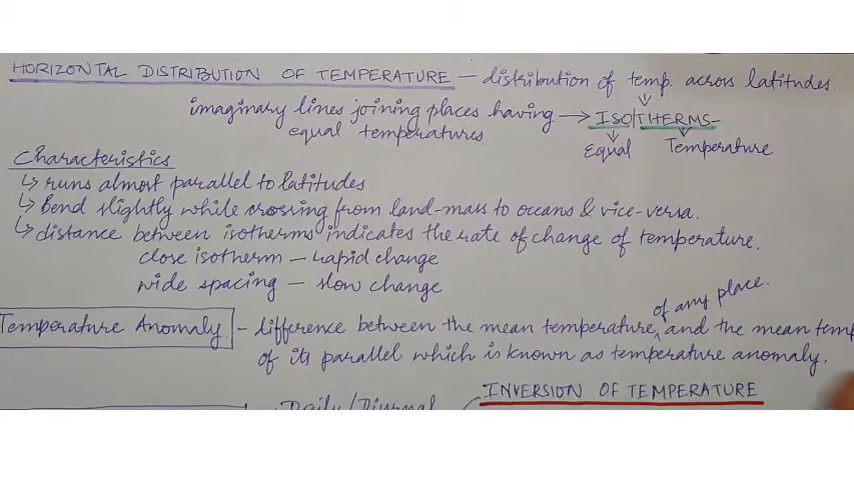 HORIZONTAL DISTRIBUTION OF TEMPERATURE – distribution of temp. across latitudes.
imaginary lines joining places having → ISO/THERMS–
equal temperatures
Equal Temperature
Characteristics
↳ runs almost parallel to latitudes
↳ Bend slightly while crossing from land-mass to oceans & vice-versa.
↳ distance between isotherms indicates the rate of change of temperature.
close isotherm – rapid change
wide spacing – slow change
of any place.
Temperature Anomaly – difference between the mean temperature, and the mean temp
of its parallel which is known as temperature anomaly.
INVERSION OF TEMPERATURE
Daily/Diurnal